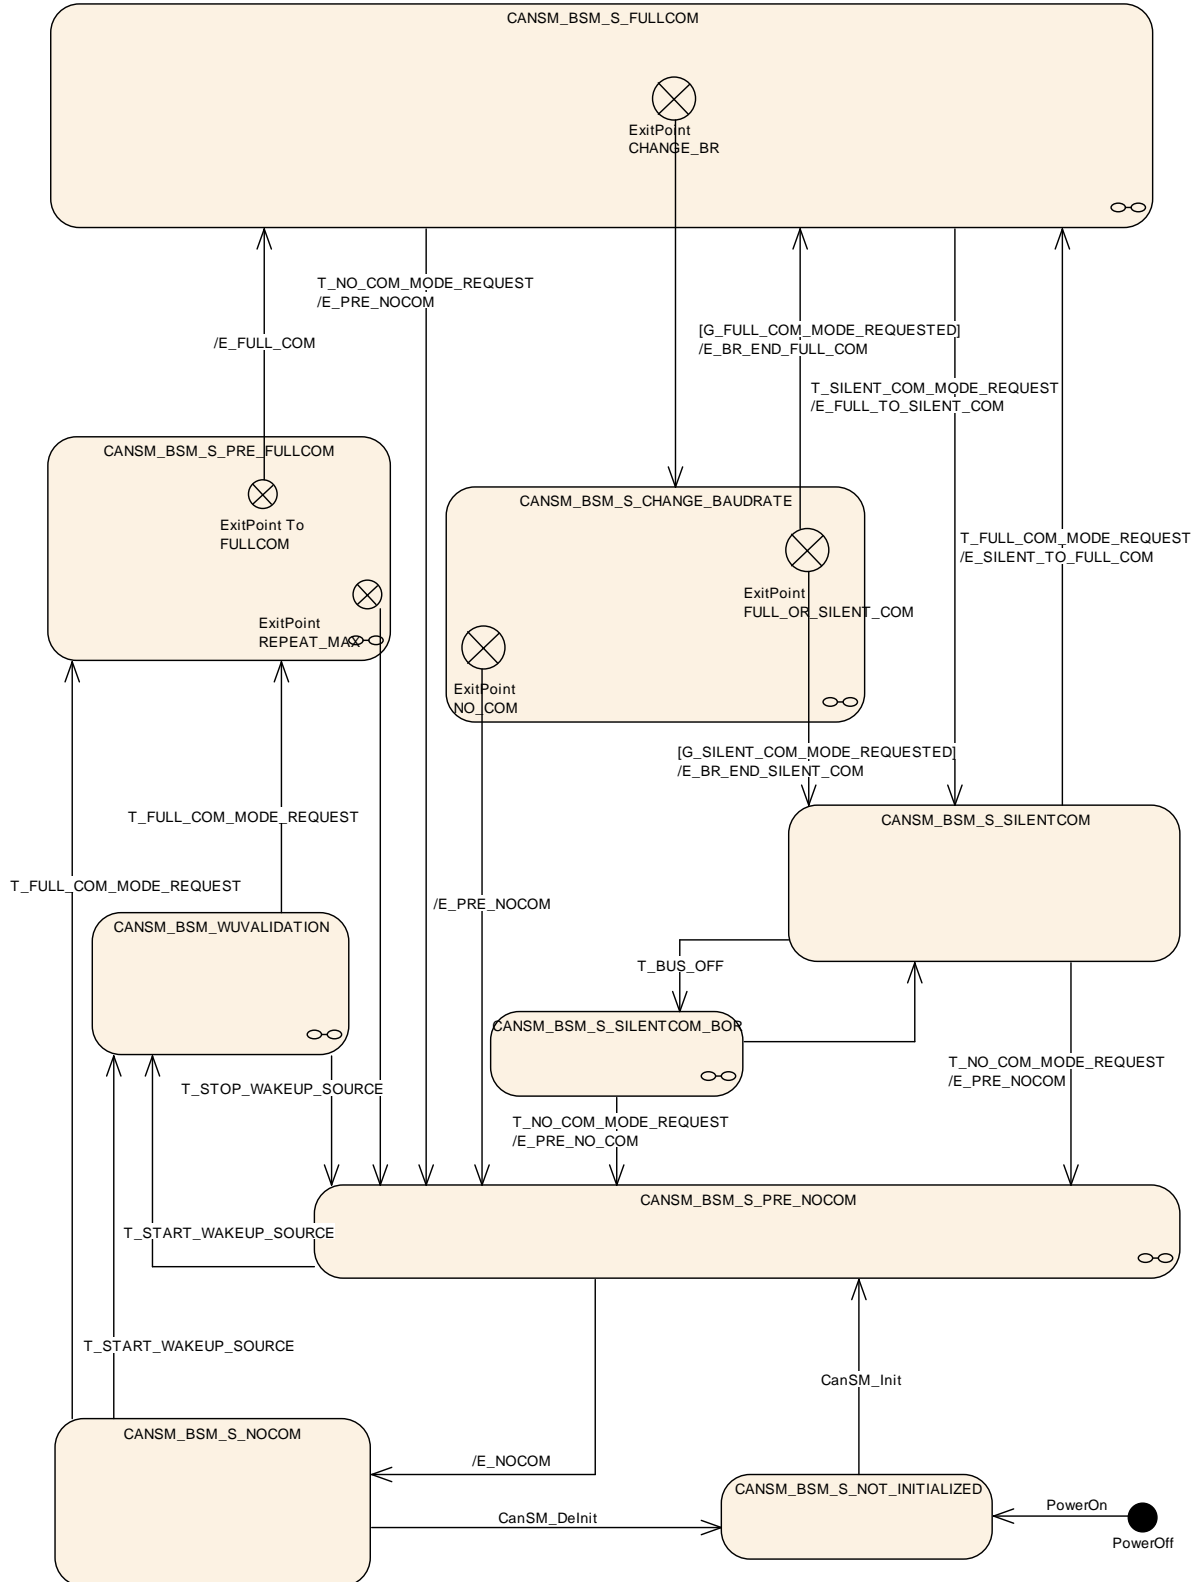 CANSM_BSM_S_FULLCOM
ExitPoint
CHANGE_BR
T_NO_COM_MODE_REQUEST
/E_PRE_NOCOM
/E_FULL_COM
[G_FULL_COM_MODE_REQUESTED]
/E_BR_END_FULL_COM
T_SILENT_COM_MODE_REQUEST
/E_FULL_TO_SILENT_COM
CANSM_BSM_S_PRE_FULLCOM
ExitPoint To
FULLCOM
CANSM_BSM_S_CHANGE_BAUDRATE
T_FULL_COM_MODE_REQUEST
/E_SILENT_TO_FULL_COM
ExitPoint
FULL_OR_SILENT_COM
ExitPoint
REPEAT_MAX
ExitPoint
NO_COM
[G_SILENT_COM_MODE_REQUESTED]
/E_BR_END_SILENT_COM
T_FULL_COM_MODE_REQUEST
CANSM_BSM_S_SILENTCOM
T_FULL_COM_MODE_REQUEST
/E_PRE_NOCOM
CANSM_BSM_WUVALIDATION
T_BUS_OFF
CANSM_BSM_S_SILENTCOM_BOR
T_NO_COM_MODE_REQUEST
/E_PRE_NOCOM
T_STOP_WAKEUP_SOURCE
T_NO_COM_MODE_REQUEST
/E_PRE_NO_COM
CANSM_BSM_S_PRE_NOCOM
T_START_WAKEUP_SOURCE
T_START_WAKEUP_SOURCE
CanSM_Init
CANSM_BSM_S_NOCOM
/E_NOCOM
CANSM_BSM_S_NOT_INITIALIZED
CanSM_DeInit
PowerOn
PowerOff